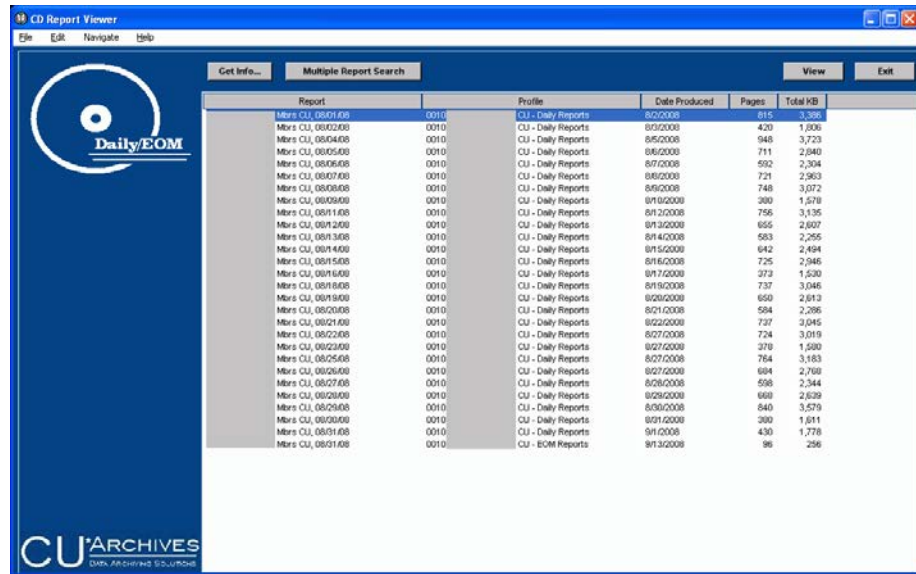 CD Report Viewer
File Edit Navigate Help
Get Info... Multiple Report Search View Exit
Daily/EOM
Report Profile Date Produced Pages Total KB
Mbrs CU, 08/01/08 0010 CU - Daily Reports 8/2/2008 815 3,386
Mbrs CU, 08/02/08 0010 CU - Daily Reports 8/3/2008 420 1,806
Mbrs CU, 08/04/08 0010 CU - Daily Reports 8/5/2008 948 3,723
Mbrs CU, 08/05/08 0010 CU - Daily Reports 8/6/2008 711 2,840
Mbrs CU, 08/06/08 0010 CU - Daily Reports 8/7/2008 592 2,304
Mbrs CU, 08/07/08 0010 CU - Daily Reports 8/8/2008 721 2,963
Mbrs CU, 08/08/08 0010 CU - Daily Reports 8/9/2008 748 3,072
Mbrs CU, 08/09/08 0010 CU - Daily Reports 8/10/2008 380 1,578
Mbrs CU, 08/11/08 0010 CU - Daily Reports 8/12/2008 756 3,135
Mbrs CU, 08/12/08 0010 CU - Daily Reports 8/13/2008 655 2,607
Mbrs CU, 08/13/08 0010 CU - Daily Reports 8/14/2008 583 2,255
Mbrs CU, 08/14/08 0010 CU - Daily Reports 8/15/2008 642 2,494
Mbrs CU, 08/15/08 0010 CU - Daily Reports 8/16/2008 725 2,946
Mbrs CU, 08/16/08 0010 CU - Daily Reports 8/17/2008 373 1,530
Mbrs CU, 08/18/08 0010 CU - Daily Reports 8/19/2008 737 3,046
Mbrs CU, 08/19/08 0010 CU - Daily Reports 8/20/2008 650 2,613
Mbrs CU, 08/20/08 0010 CU - Daily Reports 8/21/2008 584 2,286
Mbrs CU, 08/21/08 0010 CU - Daily Reports 8/22/2008 737 3,045
Mbrs CU, 08/22/08 0010 CU - Daily Reports 8/27/2008 724 3,019
Mbrs CU, 08/23/08 0010 CU - Daily Reports 8/27/2008 378 1,580
Mbrs CU, 08/25/08 0010 CU - Daily Reports 8/27/2008 764 3,183
Mbrs CU, 08/26/08 0010 CU - Daily Reports 8/27/2008 684 2,768
Mbrs CU, 08/27/08 0010 CU - Daily Reports 8/28/2008 598 2,344
Mbrs CU, 08/28/08 0010 CU - Daily Reports 8/29/2008 668 2,639
Mbrs CU, 08/29/08 0010 CU - Daily Reports 8/30/2008 840 3,579
Mbrs CU, 08/30/08 0010 CU - Daily Reports 8/31/2008 380 1,611
Mbrs CU, 08/31/08 0010 CU - Daily Reports 9/1/2008 430 1,778
Mbrs CU, 08/31/08 0010 CU - EOM Reports 9/13/2008 96 256
CU*ARCHIVES
DATA ARCHIVING SOLUTIONS